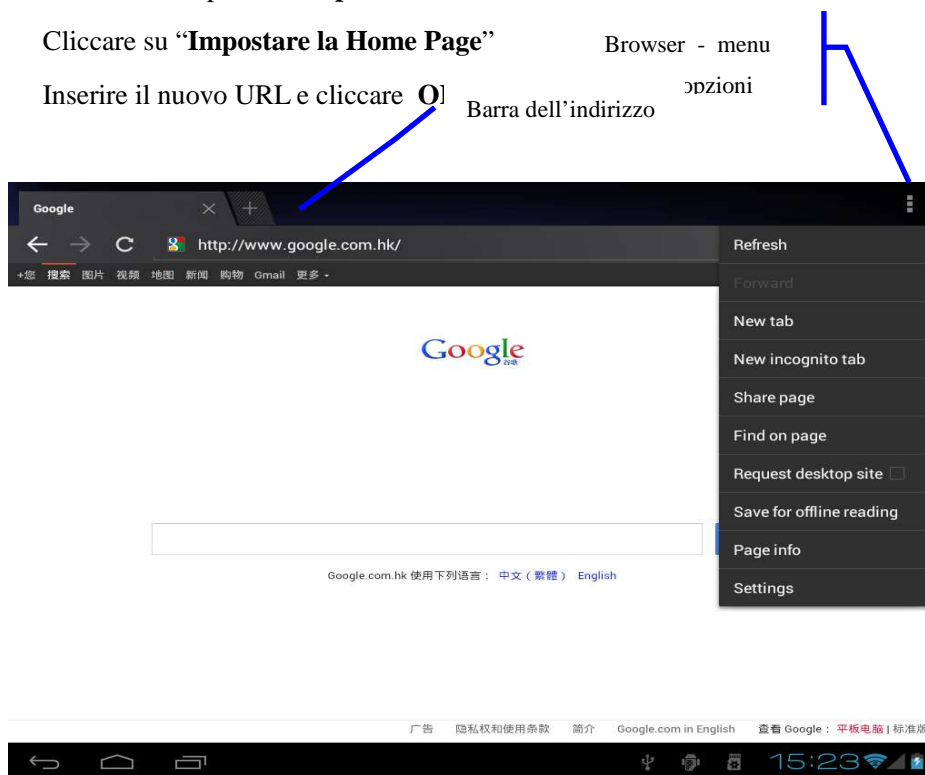 Cliccare su “Impostare la Home Page”
Browser - menu
opzioni
Inserire il nuovo URL e cliccare
Barra dell’indirizzo
Google
http://www.google.com.hk/
+您 搜索 图片 视频 地图 新闻 购物 Gmail 更多
Refresh
Forward
New tab
New incognito tab
Share page
Find on page
Request desktop site
Save for offline reading
Page info
Settings
Google
谷歌
Google.com.hk 使用下列语言： 中文（繁體） English
广告 隐私权和使用条款 简介 Google.com in English 查看 Google： 平板电脑 | 标准版
15:23